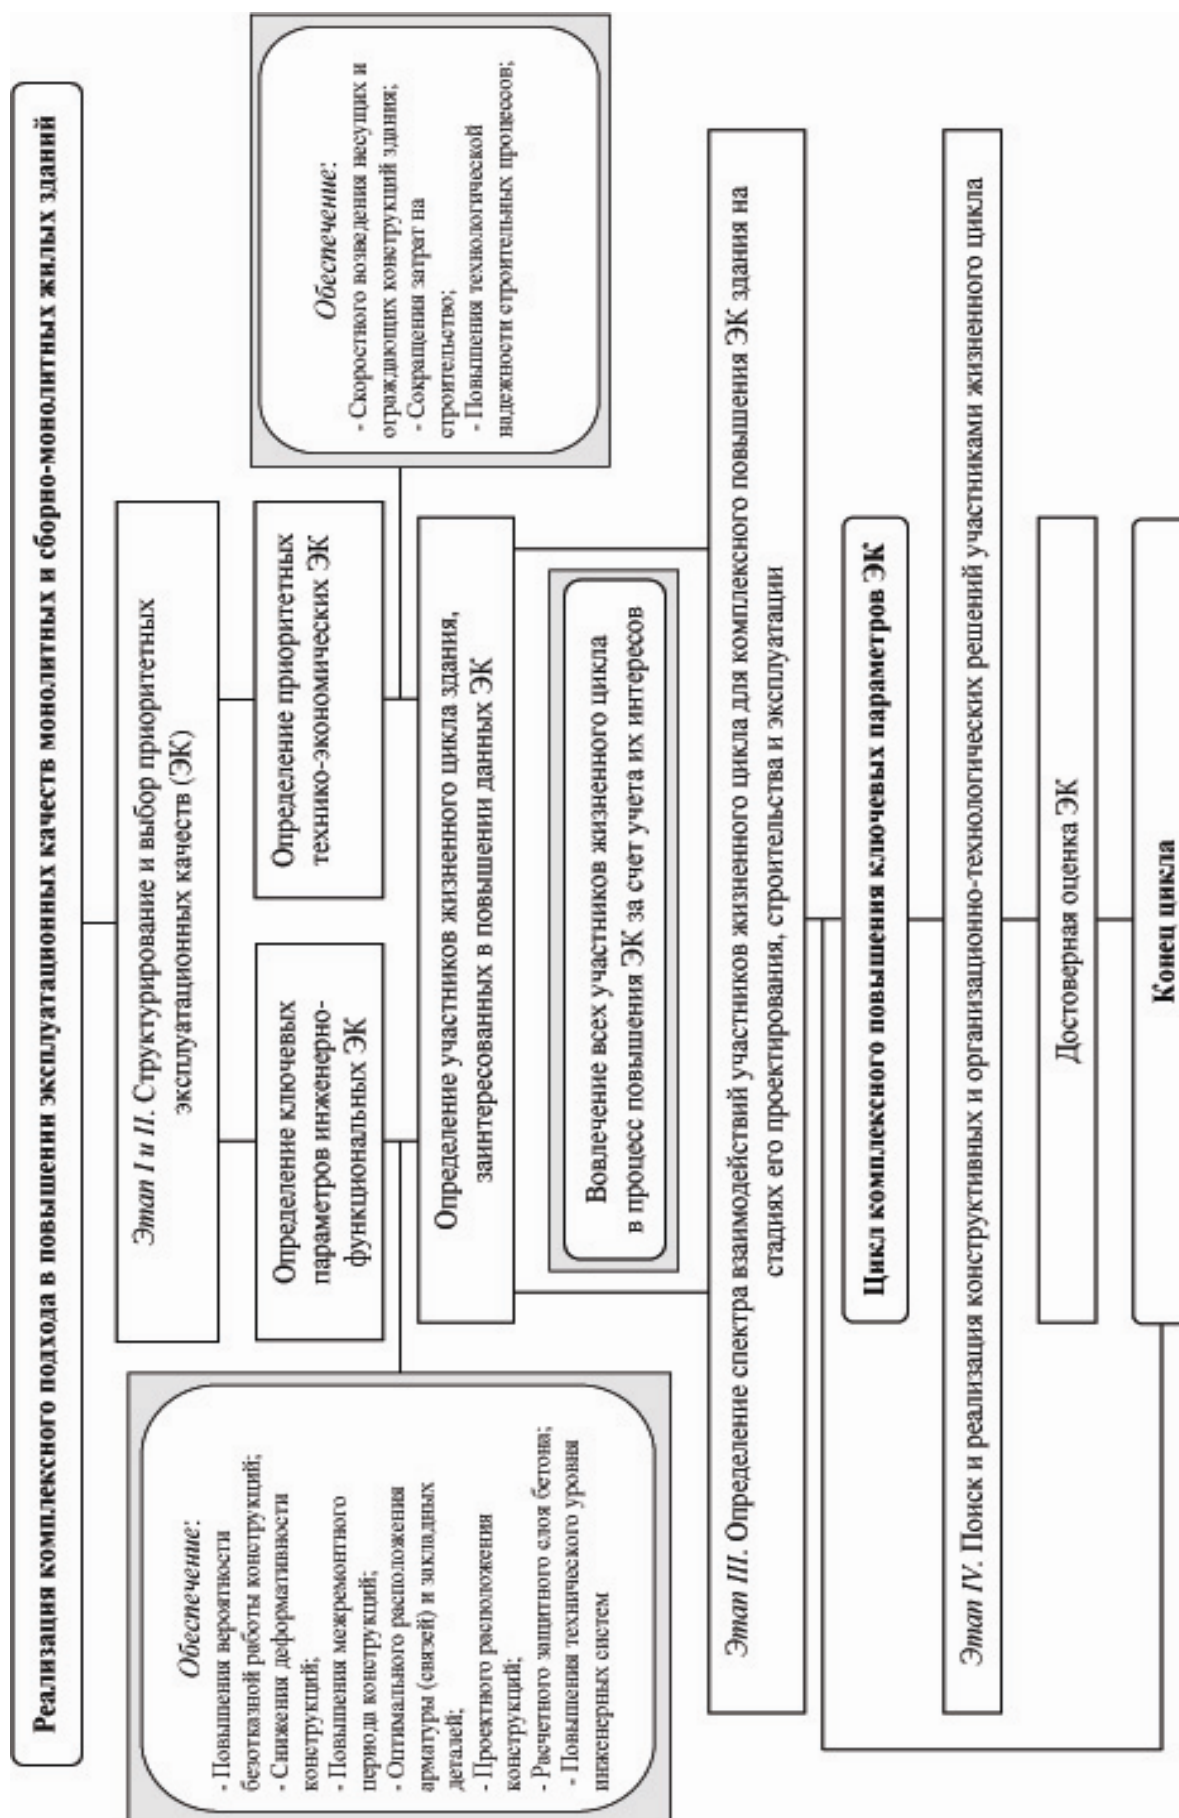 Реализация комплексного подхода в повышении эксплуатационных качеств монолитных и сборно-монолитных жилых зданий
Этап I и II. Структурирование и выбор приоритетных
эксплуатационных качеств (ЭК)
Обеспечение:
- Повышения вероятности
безотказной работы конструкций;
- Снижения деформативности
конструкций;
- Повышения межремонтного
периода конструкций;
- Оптимального расположения
арматуры (связей) и закладных
деталей;
- Проектного расположения
конструкций;
- Расчетного защитного слоя бетона;
- Повышения технического уровня
инженерных систем
Определение ключевых
параметров инженерно-
функциональных ЭК
Определение приоритетных
технико-экономических ЭК
Обеспечение:
- Скоростного возведения несущих и
ограждающих конструкций здания;
- Сокращения затрат на
строительство;
- Повышения технологической
надежности строительных процессов;
Определение участников жизненного цикла здания,
заинтересованных в повышении данных ЭК
Вовлечение всех участников жизненного цикла
в процесс повышения ЭК за счет учета их интересов
Этап III. Определение спектра взаимодействий участников жизненного цикла для комплексного повышения ЭК здания на
стадиях его проектирования, строительства и эксплуатации
Цикл комплексного повышения ключевых параметров ЭК
Этап IV. Поиск и реализация конструктивных и организационно-технологических решений участниками жизненного цикла
Достоверная оценка ЭК
Конец цикла